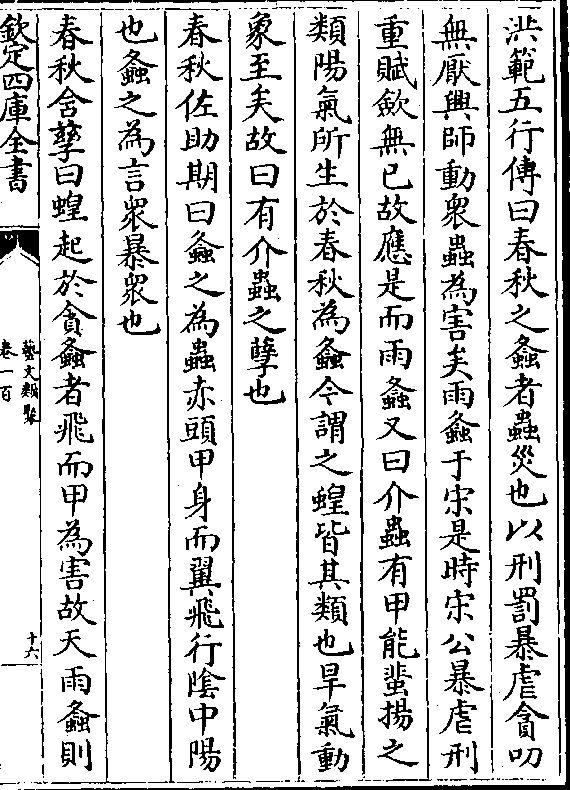 洪範五行傳曰春秋之螽者蟲災也以刑罰暴虐貪叨
無厭興師動衆蟲為害矣雨螽于宋是時宋公暴虐刑
重賦斂無已故應是而雨螽又曰介蟲有甲能蜚揚之
類陽氣所生於春秋為螽今謂之蝗皆其類也旱氣動
象至矣故曰有介蟲之孽也
春秋佐助期曰螽之為蟲赤頭甲身而翼飛行陰中陽
也螽之為言衆暴衆也
春秋含孽曰蝗起於貪螽者飛而甲為害故天雨螽則
欽定四庫全書
藝文類聚
卷一百
十六